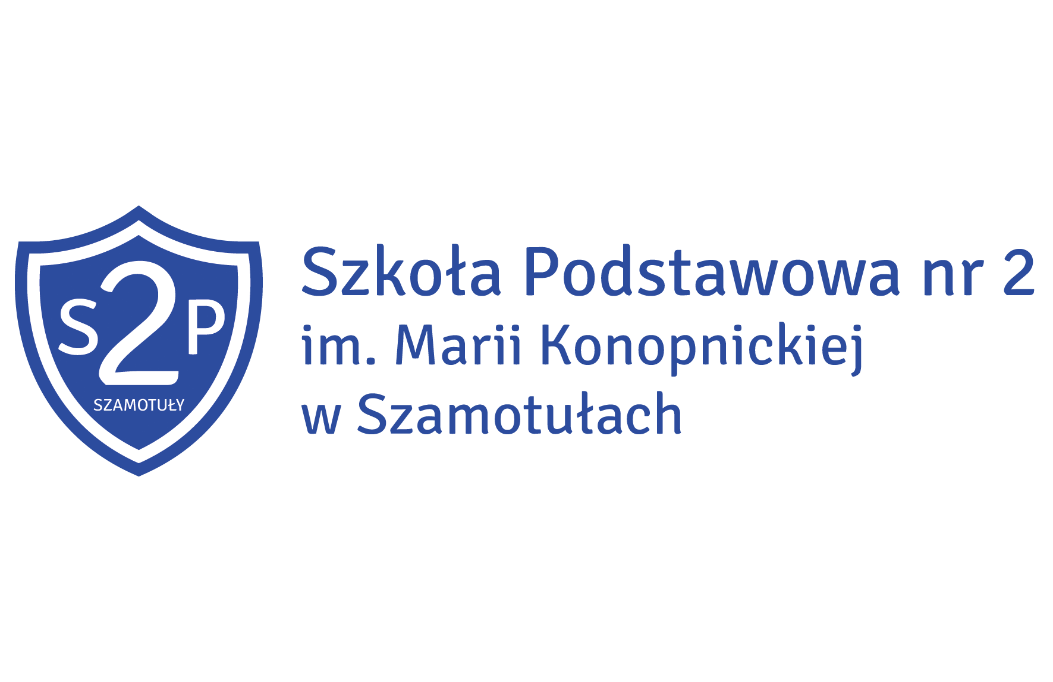 S2P
SZAMOTUŁY
Szkoła Podstawowa nr 2
im. Marii Konopnickiej
w Szamotułach